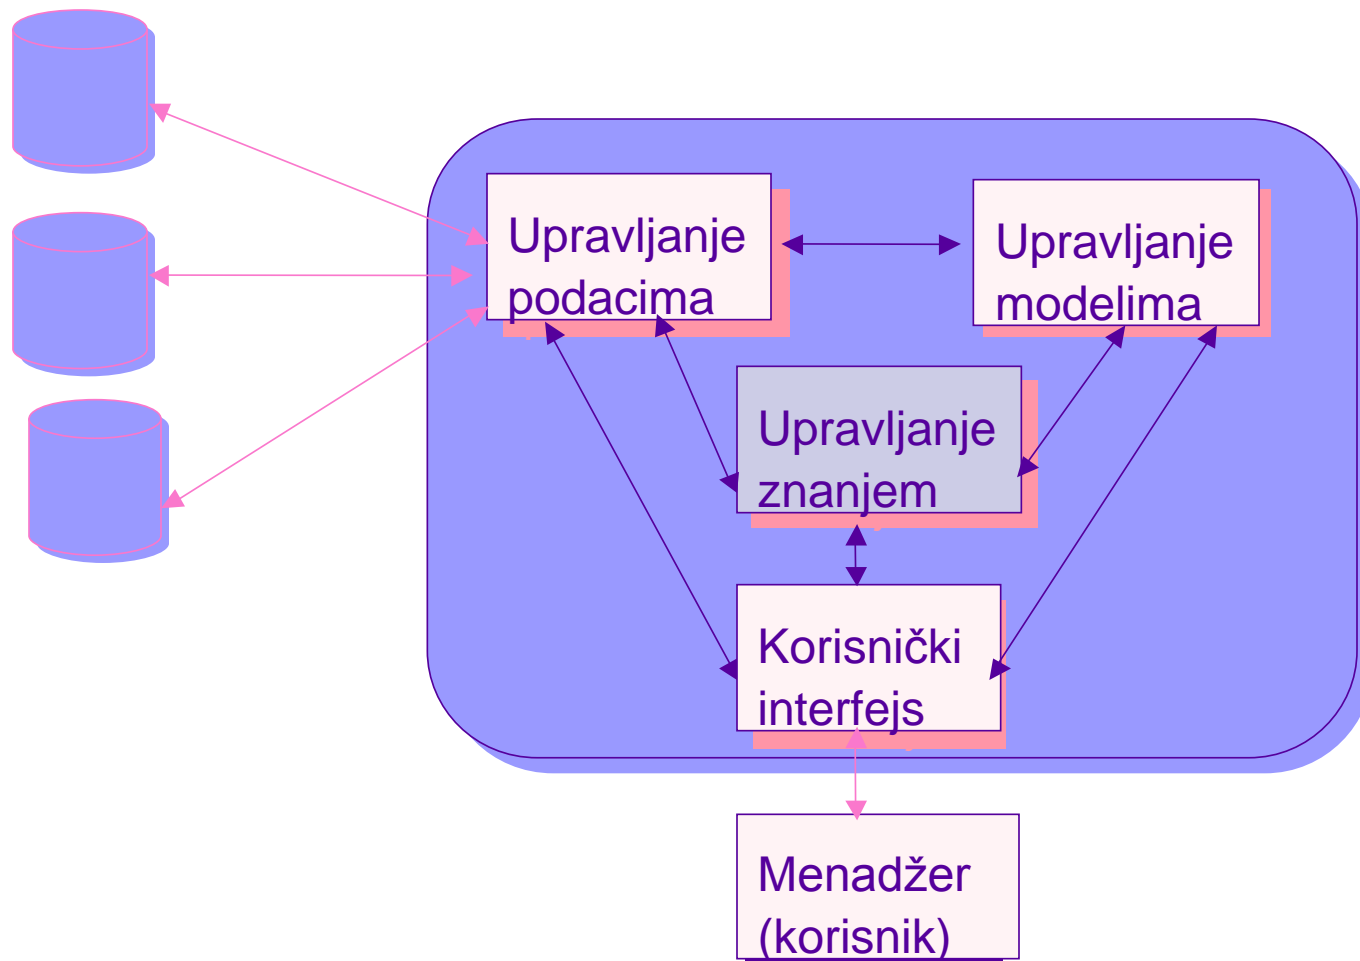 Upravljanje
podacima
Upravljanje
modelima
Upravljanje
znanjem
Korisnički
interfejs
Menadžer
(korisnik)